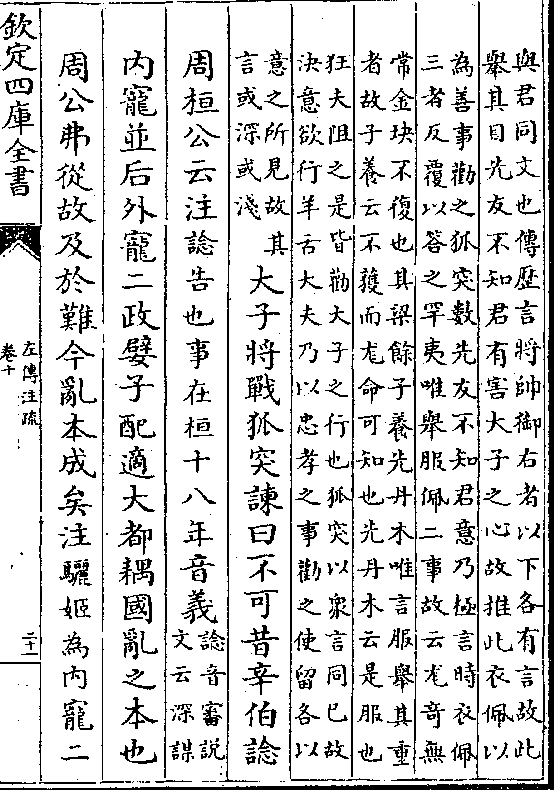 與君同文也傳歷言將帥御右者以下各有言故此
舉其目先友不知君有害大子之心故推此衣佩以
為善事勸之狐突數先友不知君意乃極言時衣佩
三者反覆以答之罕夷唯舉服佩二事故云尨奇無
常金玦不復也其梁餘子養先丹木唯言服舉其重
者故子養云不獲而尨命可知也先丹木云是服也
狂夫阻之是皆勸大子之行也狐突以衆言同已故
決意欲行羊舌大夫乃以忠孝之事勸之使留各以
意之所見故其
言或深或淺
大子將戰狐突諫曰不可昔辛伯諗
周桓公云注諗告也事在桓十八年音義
諗音審說
文云深謀
内寵並后外寵二政嬖子配適大都耦國亂之本也
周公弗從故及於難今亂本成矣注驪姬為内寵二
欽定四庫全書
左傳注疏
卷十
二十